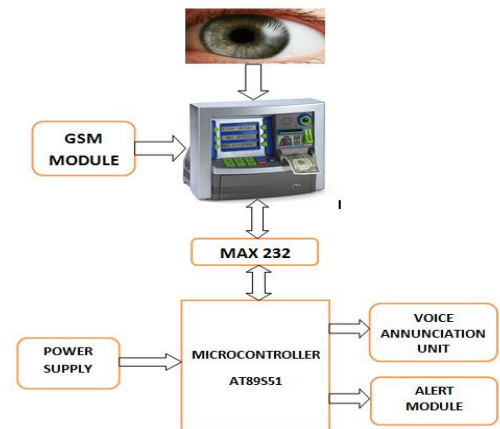 GSM
MODULE
MAX 232
MICROCONTROLLER
AT89S51
POWER
SUPPLY
VOICE
ANNUNCIATION
UNIT
ALERT
MODULE